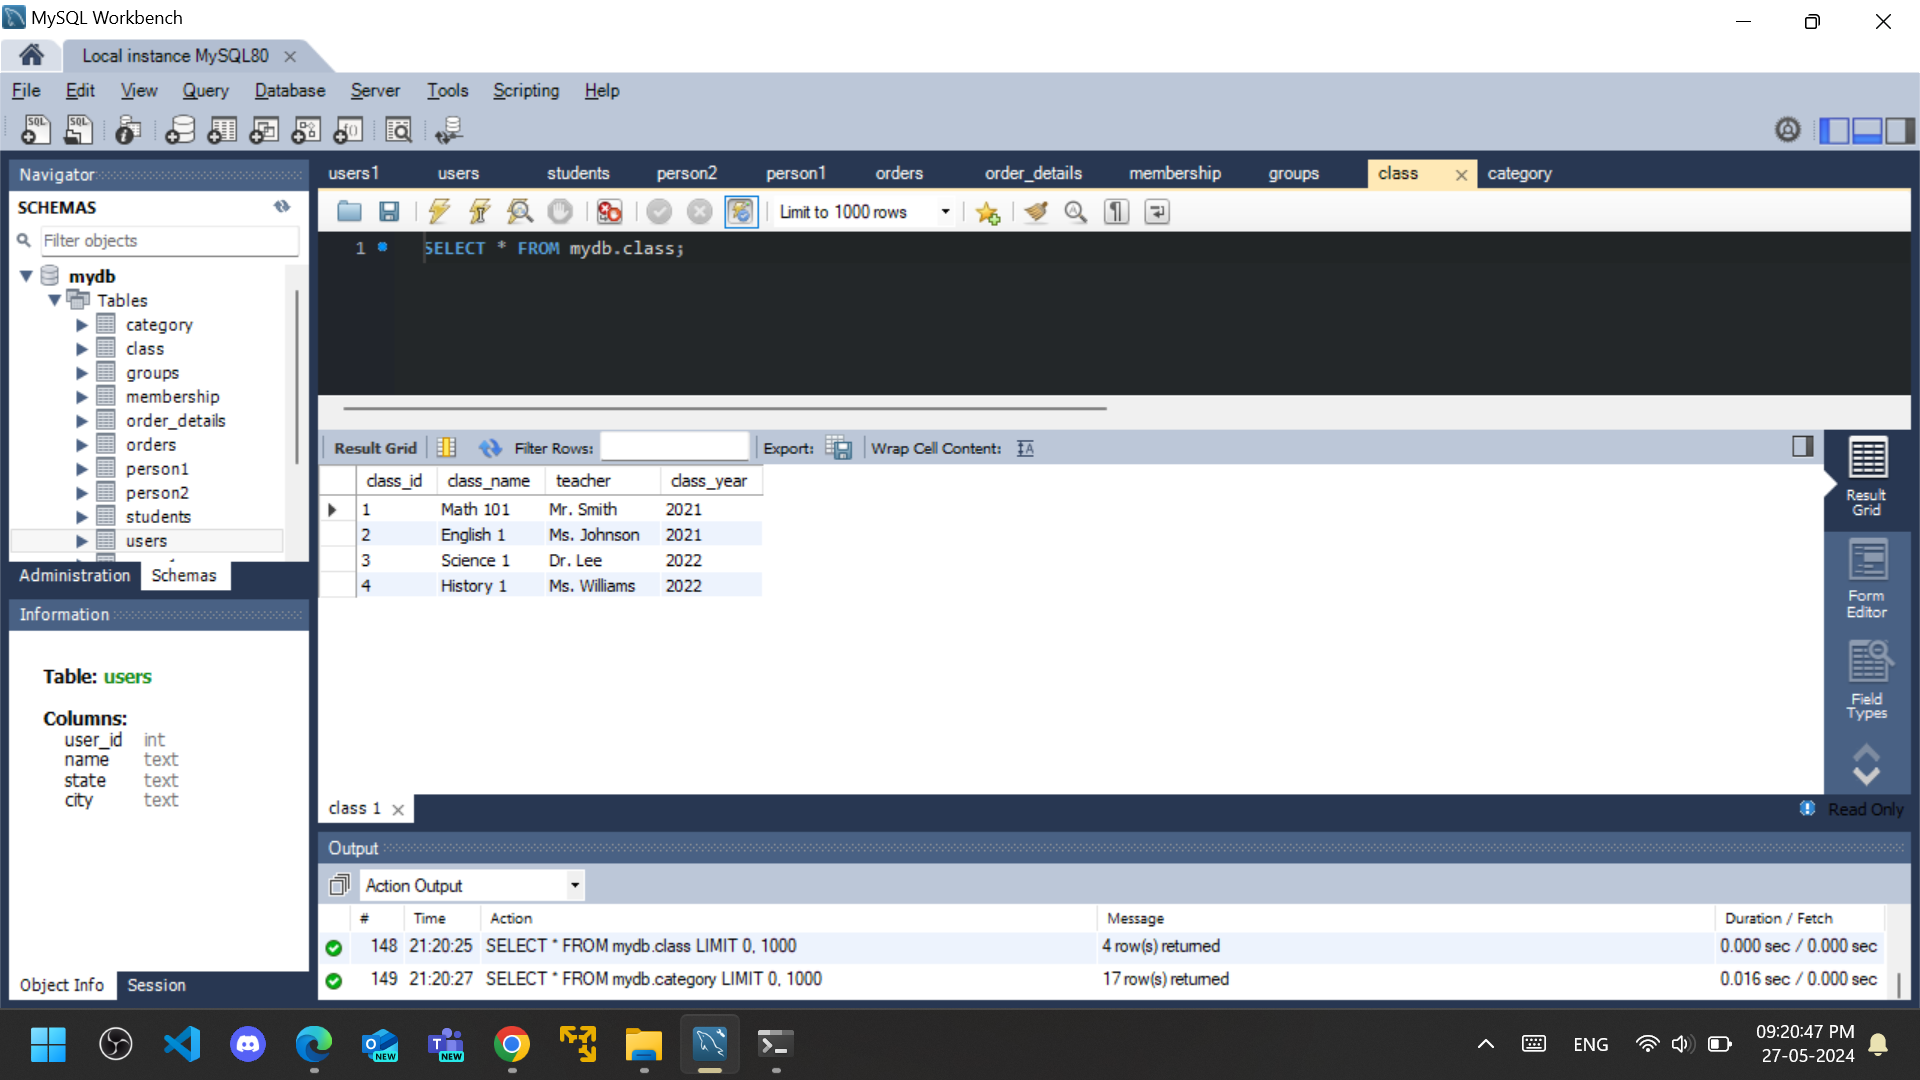 MySQL Workbench
Local instance MySQL80
File Edit View Query Database Server Tools Scripting Help
Navigator
SCHEMAS
Filter objects
mydb
Tables
category
class
groups
membership
order_details
orders
person1
person2
students
users
Administration Schemas
Information
Table: users
Columns:
user_id int
name text
state text
city text
Object Info Session
users1 users students person2 person1 orders order_details membership groups class category
Limit to 1000 rows
1 SELECT * FROM mydb.class;
Result Grid Filter Rows: Export: Wrap Cell Content:
class_id class_name teacher class_year
1 Math 101 Mr. Smith 2021
2 English 1 Ms. Johnson 2021
3 Science 1 Dr. Lee 2022
4 History 1 Ms. Williams 2022
Result
Grid
Form
Editor
Field
Types
class 1
Read Only
Output
Action Output
# Time Action Message Duration / Fetch
148 21:20:25 SELECT * FROM mydb.class LIMIT 0, 1000 4 row(s) returned 0.000 sec / 0.000 sec
149 21:20:27 SELECT * FROM mydb.category LIMIT 0, 1000 17 row(s) returned 0.016 sec / 0.000 sec
NEW NEW
ENG
09:20:47 PM
27-05-2024